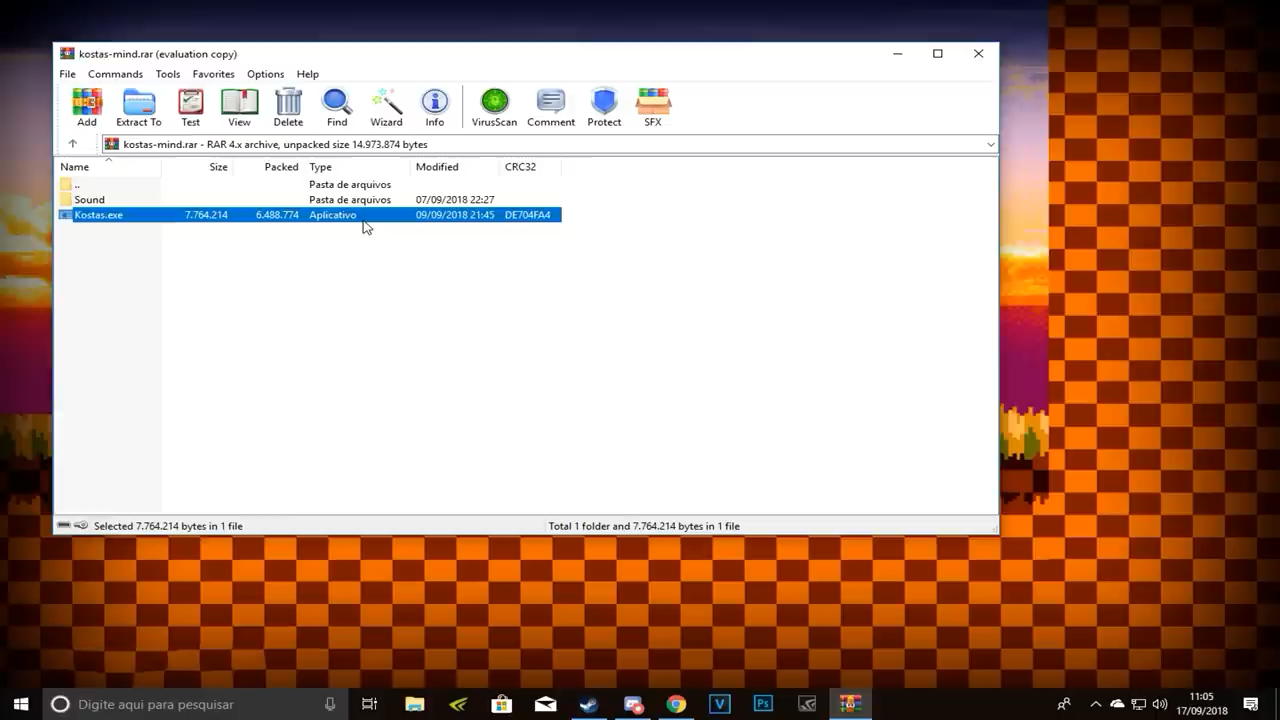 kostas-mind.rar (evaluation copy)
File Commands Tools Favorites Options Help
Add Extract To Test View Delete Find Wizard Info VirusScan Comment Protect SFX
kostas-mind.rar - RAR 4.x archive, unpacked size 14.973.874 bytes
Name Size Packed Type Modified CRC32
.. Pasta de arquivos
Sound Pasta de arquivos 07/09/2018 22:27
Kostas.exe 7.764.214 6.488.774 Aplicativo 09/09/2018 21:45 DE704FA4
Selected 7.764.214 bytes in 1 file Total 1 folder and 7.764.214 bytes in 1 file
Digite aqui para pesquisar V Ps 11:05
17/09/2018